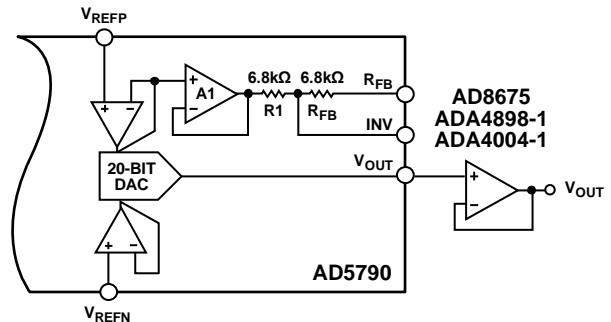 VREFP
6.8kΩ 6.8kΩ
A1
R1 RFB
RFB
INV
VOUT
20-BIT
DAC
AD8675
ADA4898-1
ADA4004-1
VOUT
AD5790
VREFN
+
–
+
–
+
–
+
–